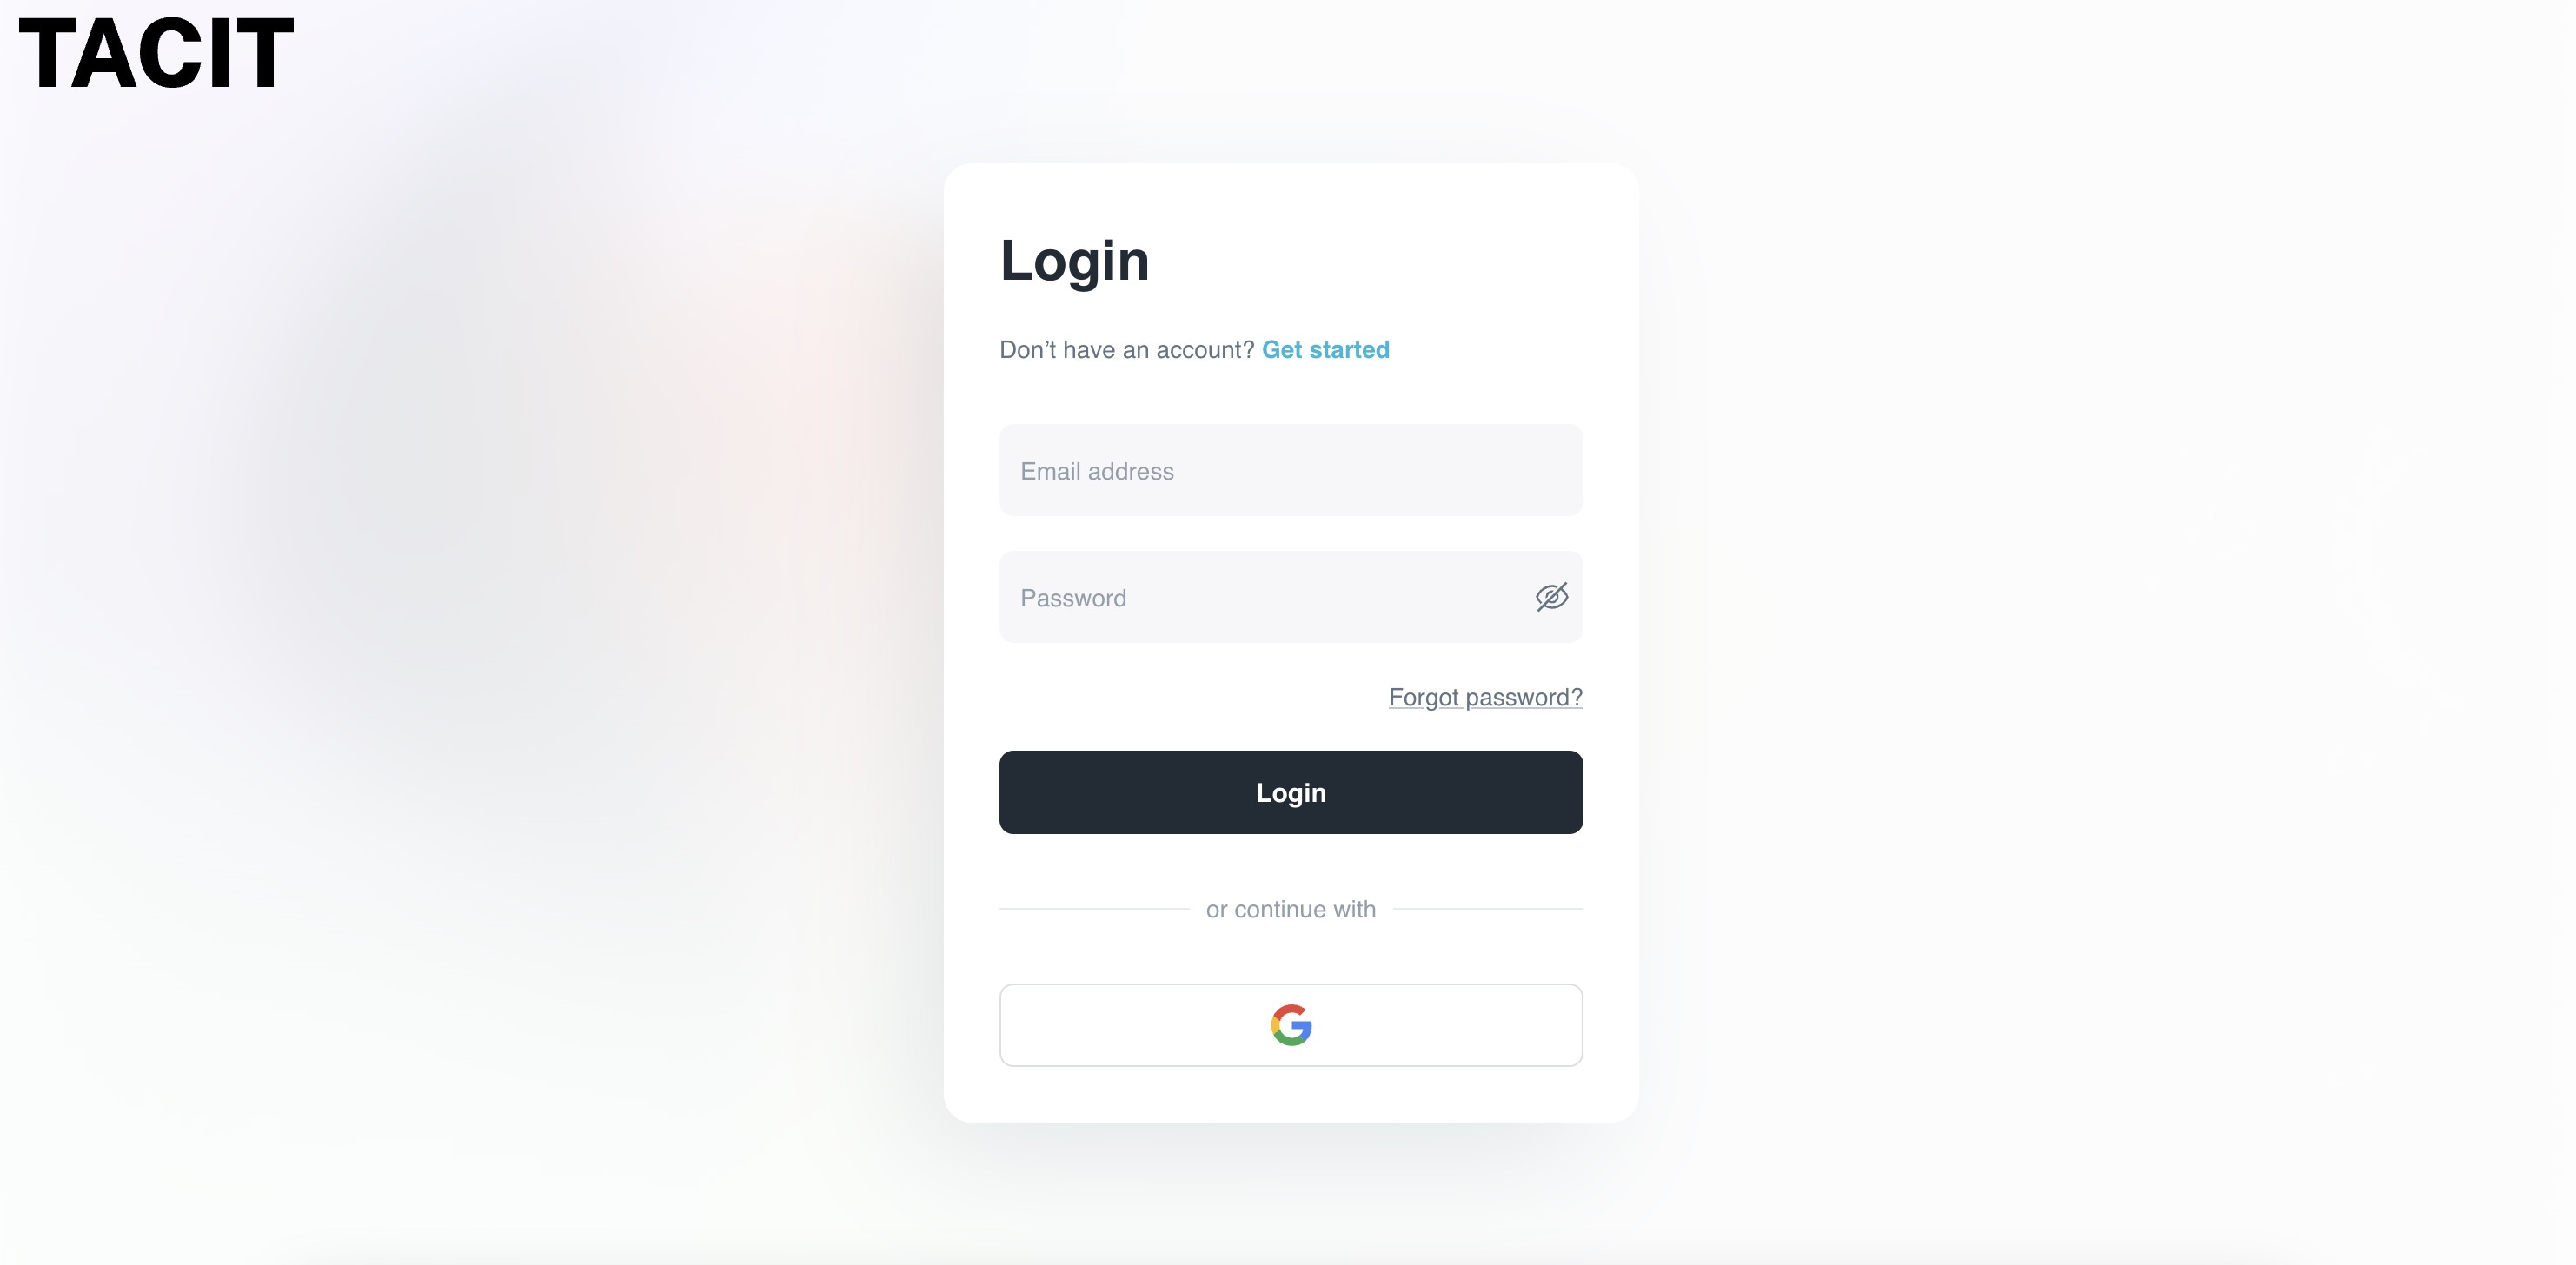 TACIT
Login
Don’t have an account? Get started
Email address
Password
Forgot password?
Login
or continue with
G